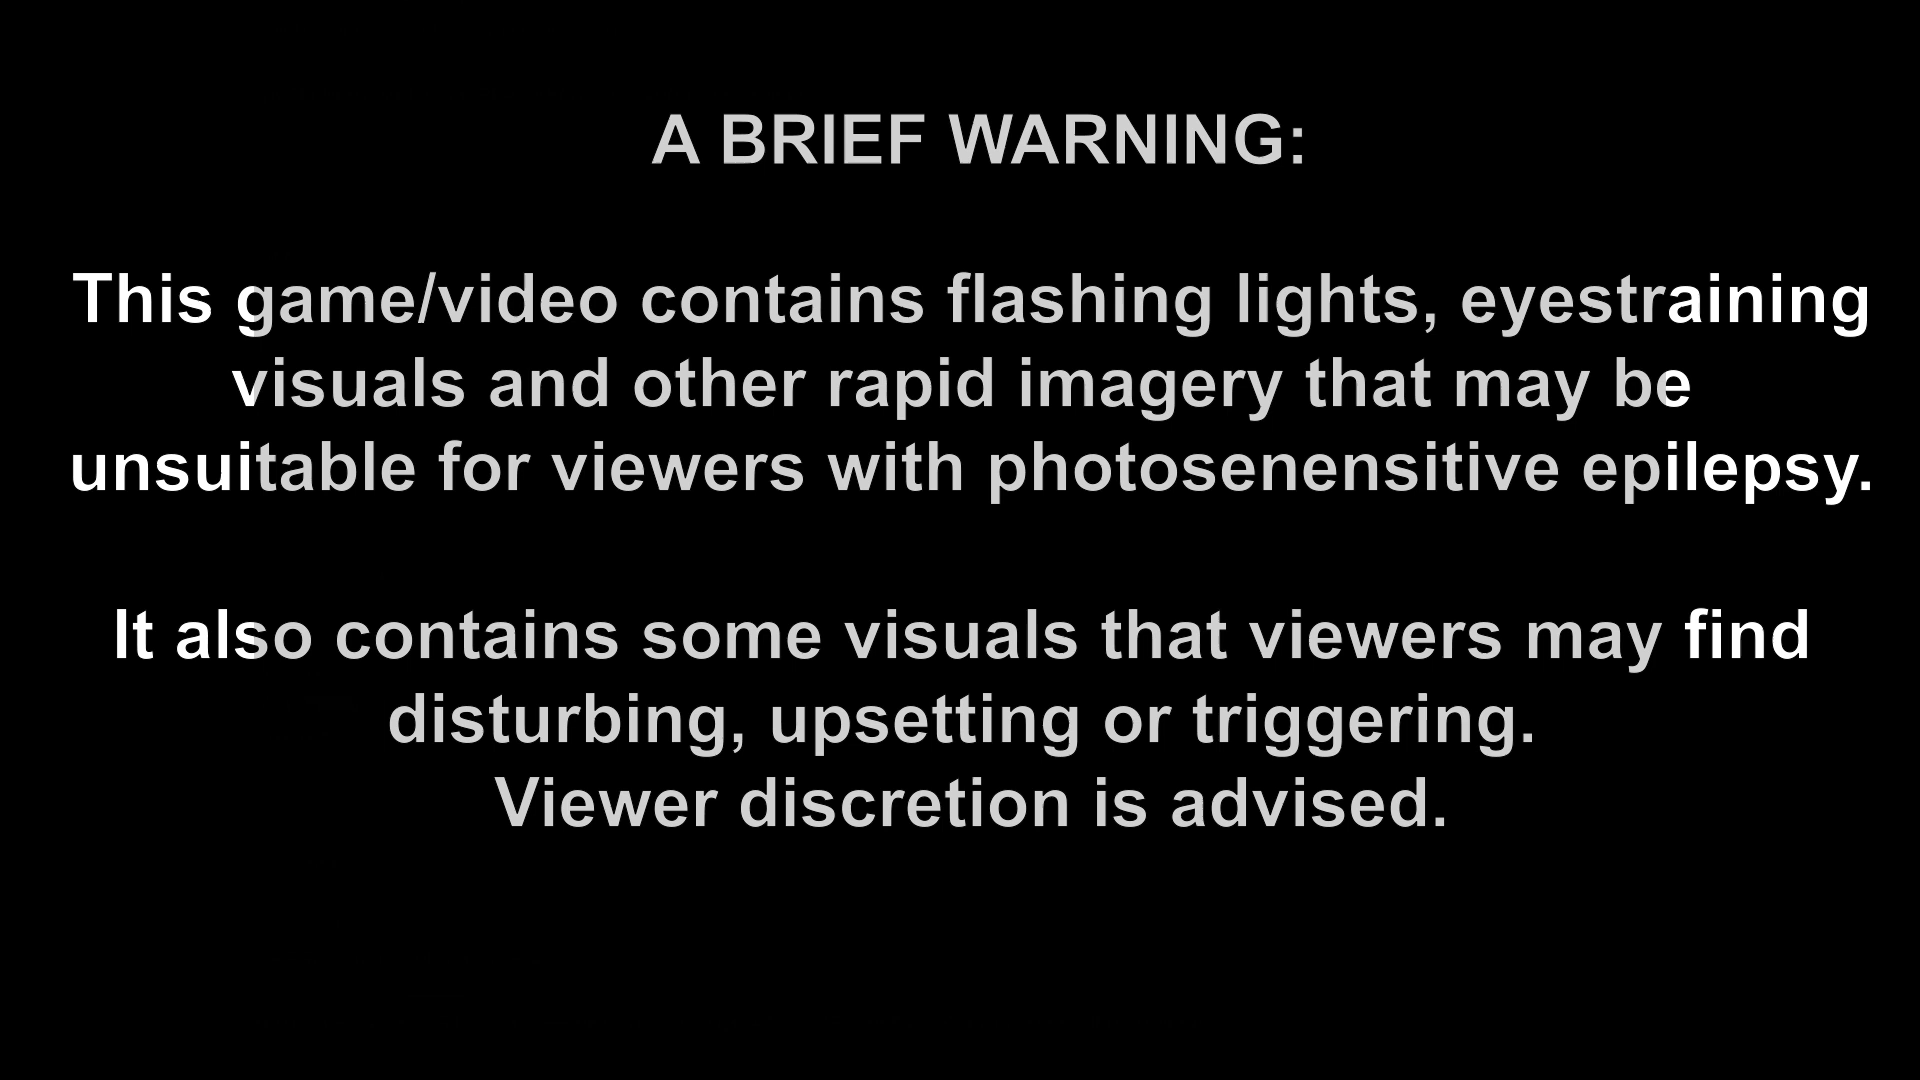 A BRIEF WARNING:
This game/video contains flashing lights, eyestraining
visuals and other rapid imagery that may be
unsuitable for viewers with photosenensitive epilepsy.
It also contains some visuals that viewers may find
disturbing, upsetting or triggering.
Viewer discretion is advised.